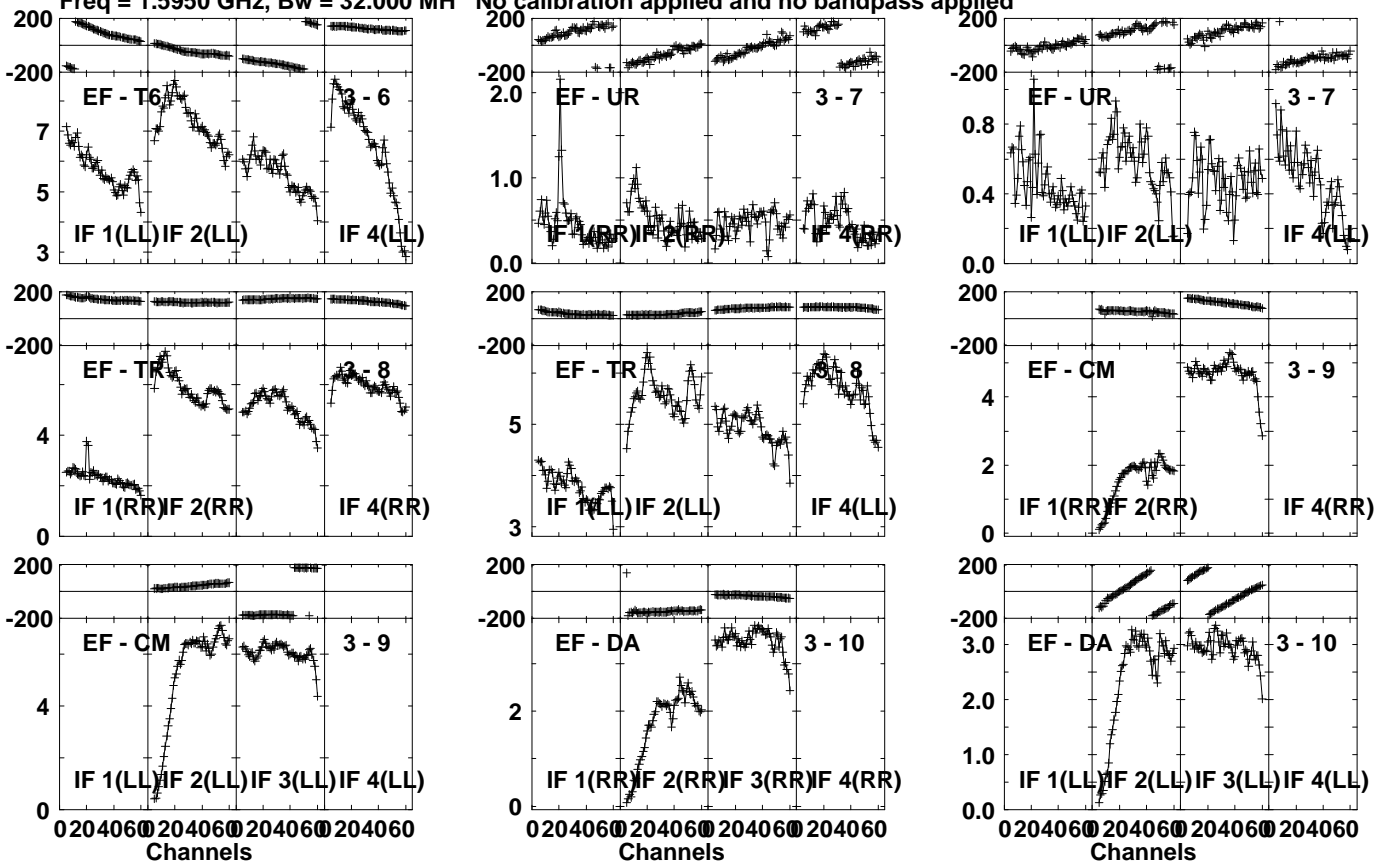 Freq = 1.5950 GHz, Bw = 32.000 MH No calibration applied and no bandpass applied
200
-200
EF - T6
3 - 6
7
5
3
IF 1(LL) IF 2(LL) IF 4(LL)
200
-200
EF - UR
3 - 7
2.0
1.0
0.0
IF 1(RR) IF 2(RR) IF 4(RR)
200
-200
EF - UR
3 - 7
0.8
0.4
0.0
IF 1(LL) IF 2(LL) IF 4(LL)
200
-200
EF - TR
3 - 8
4
0
IF 1(RR) IF 2(RR) IF 4(RR)
200
-200
EF - TR
3 - 8
5
3
IF 1(LL) IF 2(LL) IF 4(LL)
200
-200
EF - CM
3 - 9
4
2
0
IF 1(RR) IF 2(RR) IF 4(RR)
200
-200
EF - CM
3 - 9
4
0
IF 1(LL) IF 2(LL) IF 3(LL) IF 4(LL)
0 20 40 60 0 20 40 60 0 20 40 60 0 20 40 60
Channels
200
-200
EF - DA
3 - 10
2
0
IF 1(RR) IF 2(RR) IF 3(RR) IF 4(RR)
0 20 40 60 0 20 40 60 0 20 40 60 0 20 40 60
Channels
200
-200
EF - DA
3 - 10
3.0
2.0
1.0
0.0
IF 1(LL) IF 2(LL) IF 3(LL) IF 4(LL)
0 20 40 60 0 20 40 60 0 20 40 60 0 20 40 60
Channels